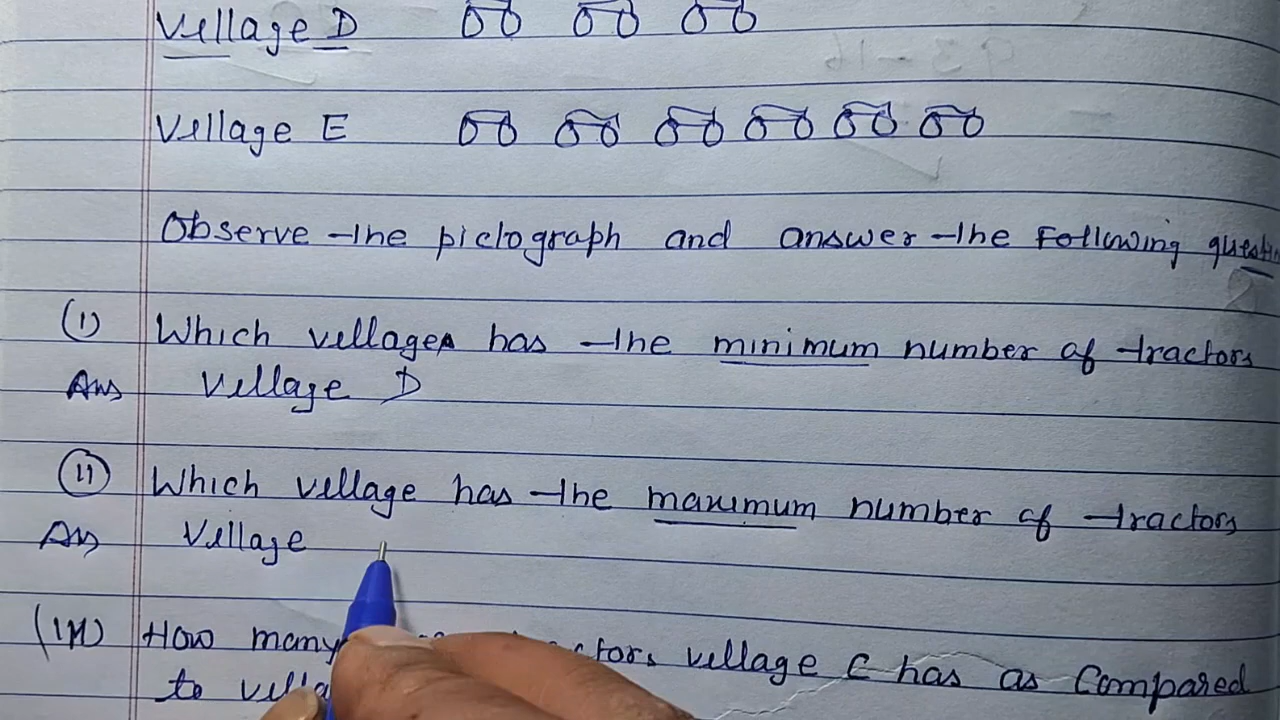 Village D
Village E
Observe the pictograph and answer the following
(I) Which village has the minimum number of tractors
Ans Village D
(II) Which village has the maximum number of tractors
Ans Village
How many village C has as Compared
to